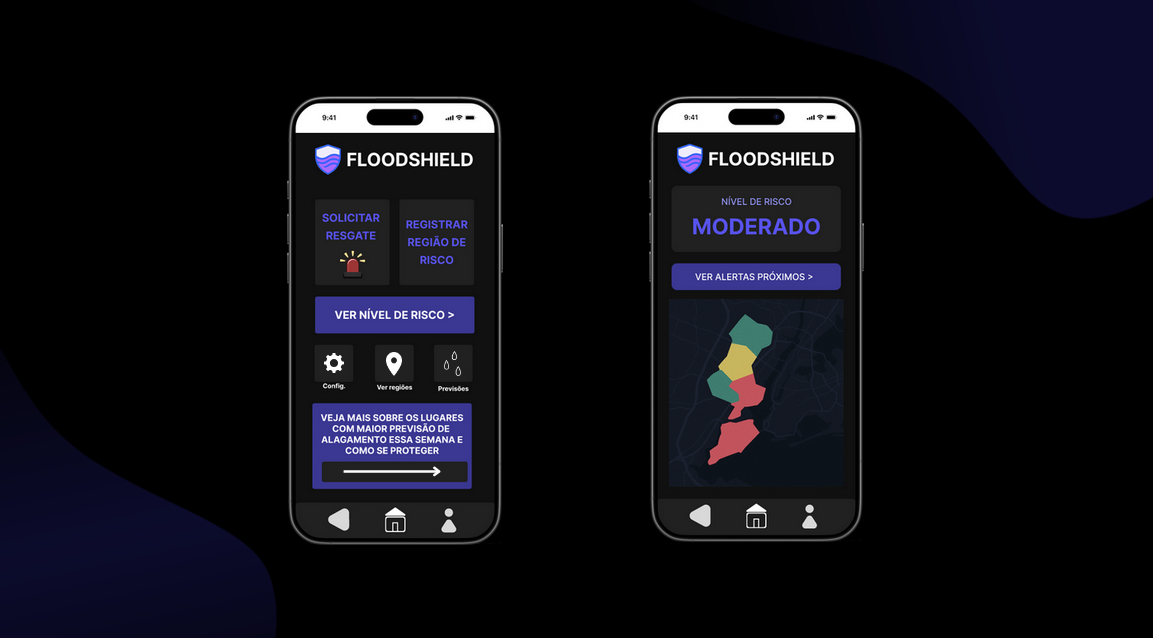 9:41
FLOODSHIELD
SOLICITAR
RESGATE
REGISTRAR
REGIÃO DE
RISCO
VER NÍVEL DE RISCO >
Config.
Ver regiões
Previsões
VEJA MAIS SOBRE OS LUGARES
COM MAIOR PREVISÃO DE
ALAGAMENTO ESSA SEMANA E
COMO SE PROTEGER
9:41
FLOODSHIELD
NÍVEL DE RISCO
MODERADO
VER ALERTAS PRÓXIMOS >